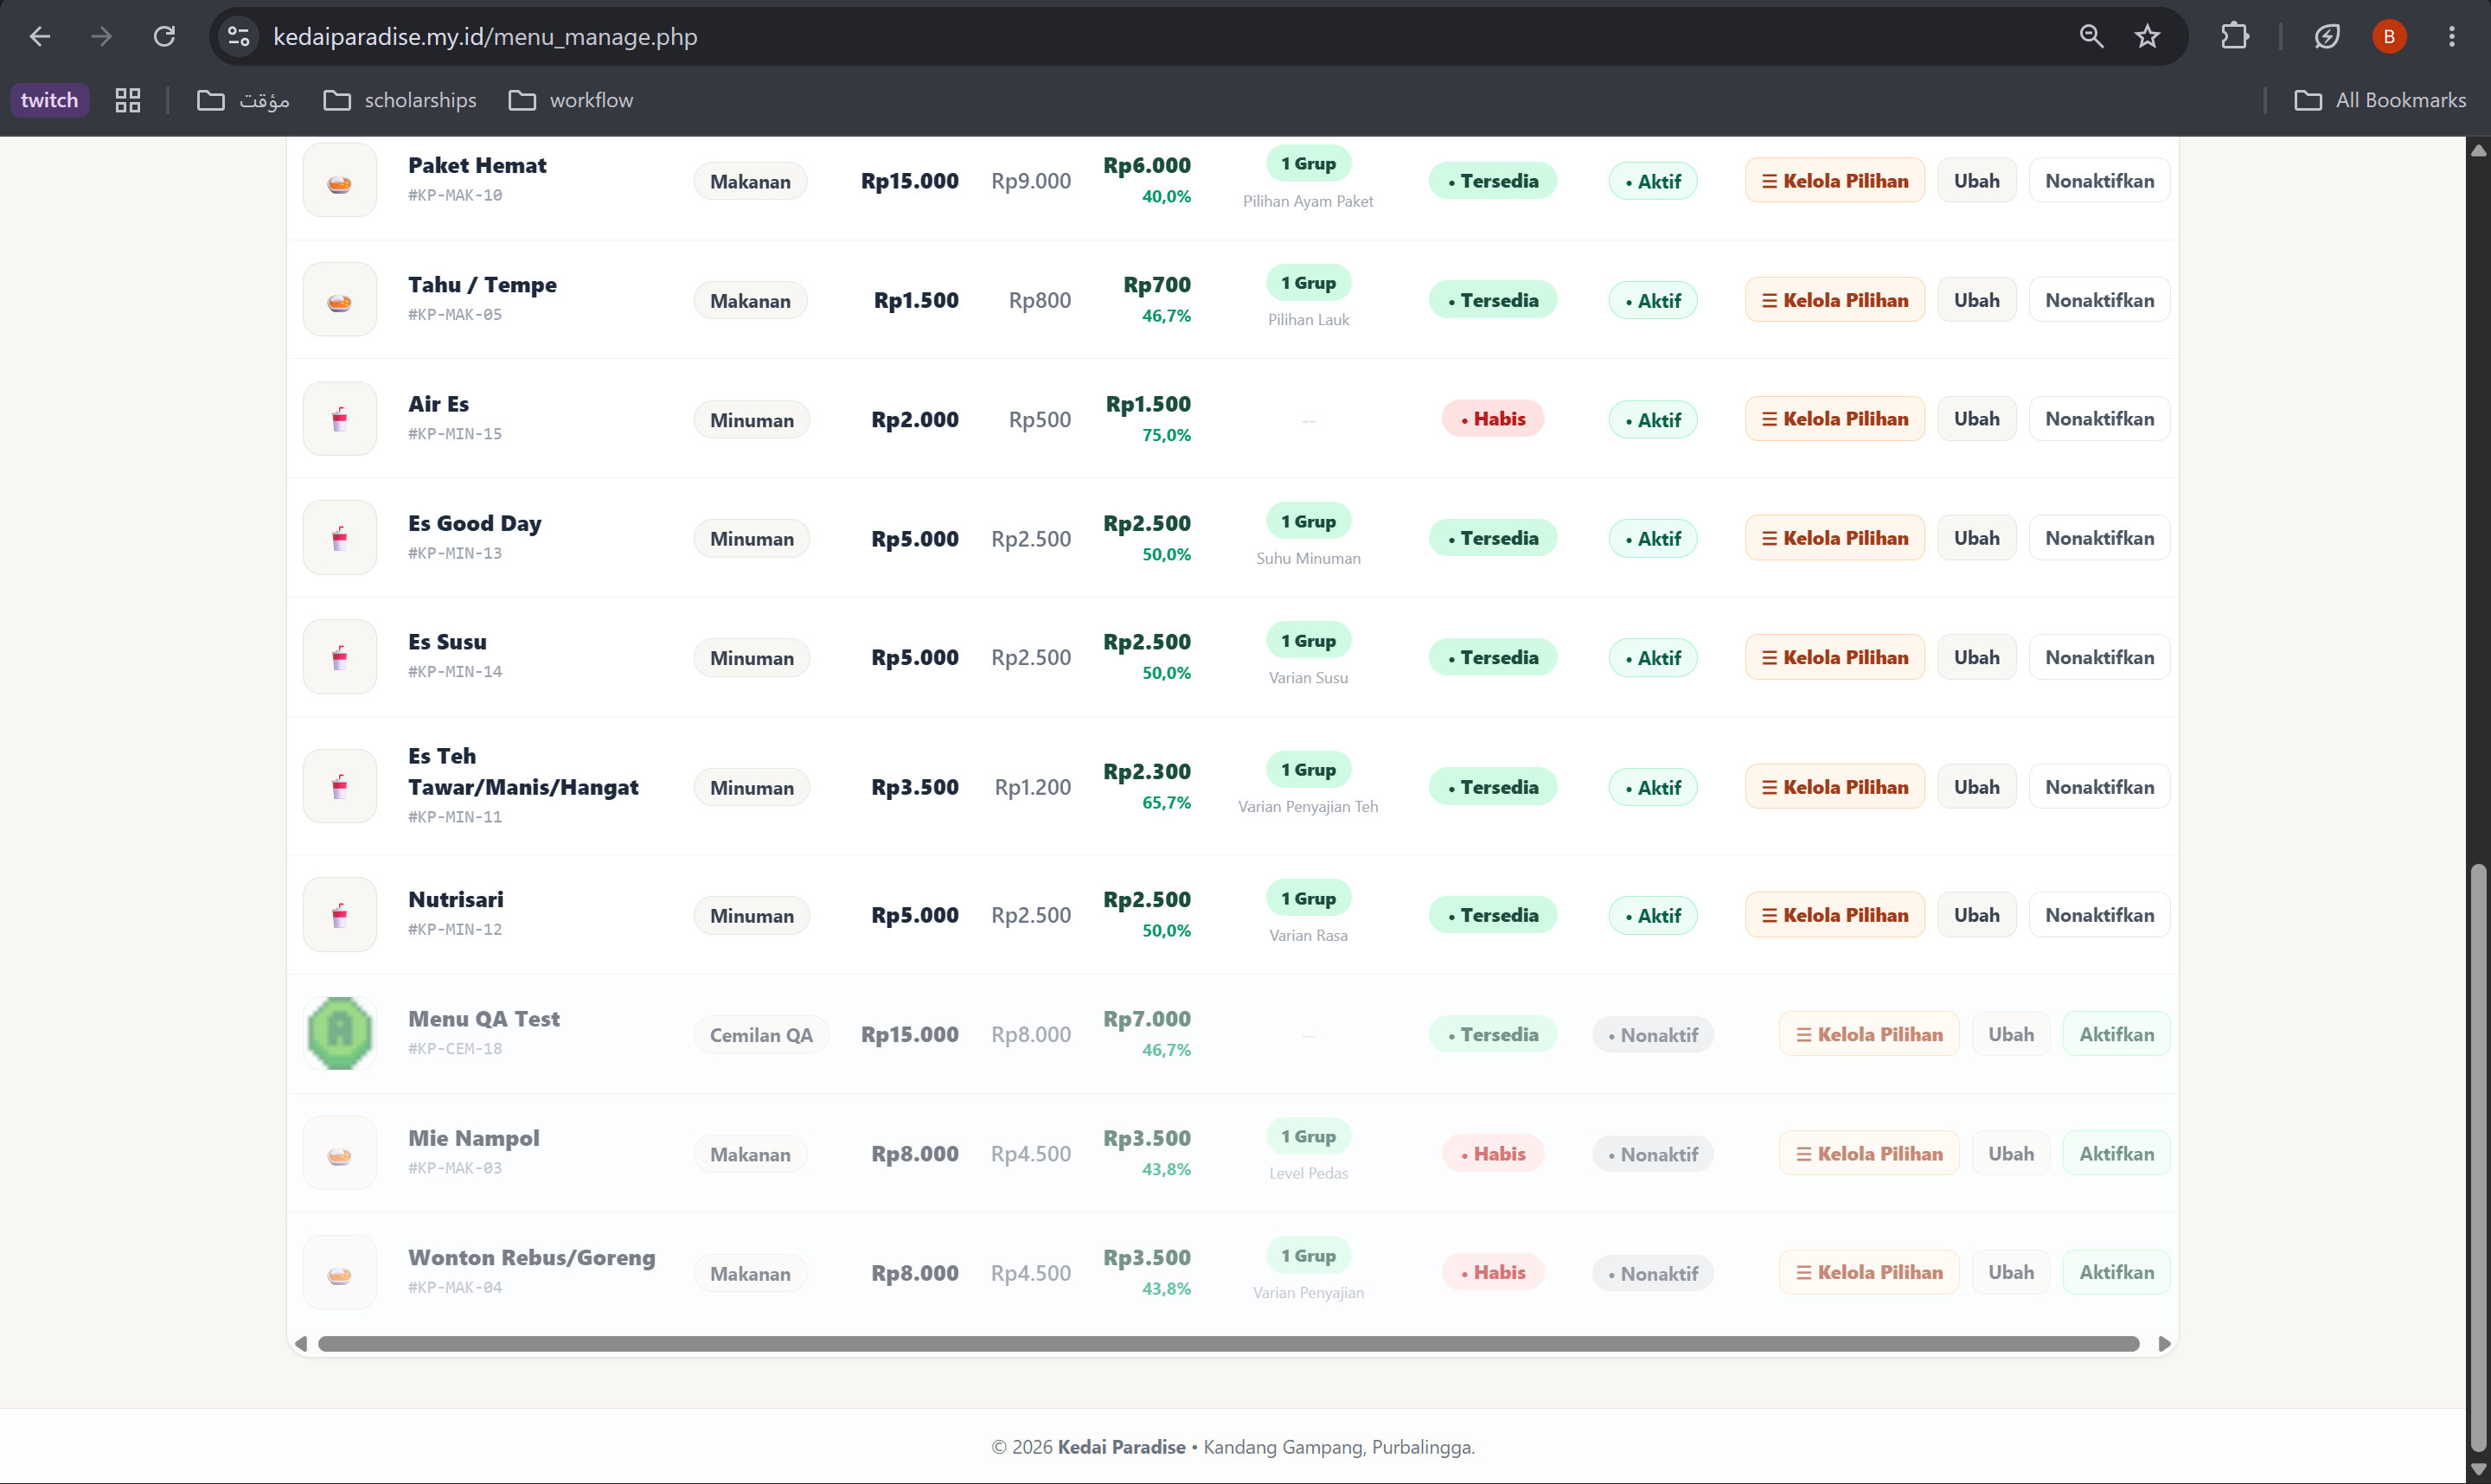 kedaiparadise.my.id/menu_manage.php
B
twitch
مؤقت
scholarships
workflow
All Bookmarks
Paket Hemat
#KP-MAK-10
Makanan
Rp15.000
Rp9.000
Rp6.000
40,0%
1 Grup
Pilihan Ayam Paket
• Tersedia
• Aktif
☰ Kelola Pilihan
Ubah
Nonaktifkan
Tahu / Tempe
#KP-MAK-05
Makanan
Rp1.500
Rp800
Rp700
46,7%
1 Grup
Pilihan Lauk
• Tersedia
• Aktif
☰ Kelola Pilihan
Ubah
Nonaktifkan
Air Es
#KP-MIN-15
Minuman
Rp2.000
Rp500
Rp1.500
75,0%
--
• Habis
• Aktif
☰ Kelola Pilihan
Ubah
Nonaktifkan
Es Good Day
#KP-MIN-13
Minuman
Rp5.000
Rp2.500
Rp2.500
50,0%
1 Grup
Suhu Minuman
• Tersedia
• Aktif
☰ Kelola Pilihan
Ubah
Nonaktifkan
Es Susu
#KP-MIN-14
Minuman
Rp5.000
Rp2.500
Rp2.500
50,0%
1 Grup
Varian Susu
• Tersedia
• Aktif
☰ Kelola Pilihan
Ubah
Nonaktifkan
Es Teh
Tawar/Manis/Hangat
#KP-MIN-11
Minuman
Rp3.500
Rp1.200
Rp2.300
65,7%
1 Grup
Varian Penyajian Teh
• Tersedia
• Aktif
☰ Kelola Pilihan
Ubah
Nonaktifkan
Nutrisari
#KP-MIN-12
Minuman
Rp5.000
Rp2.500
Rp2.500
50,0%
1 Grup
Varian Rasa
• Tersedia
• Aktif
☰ Kelola Pilihan
Ubah
Nonaktifkan
A
Menu QA Test
#KP-CEM-18
Cemilan QA
Rp15.000
Rp8.000
Rp7.000
46,7%
--
• Tersedia
• Nonaktif
☰ Kelola Pilihan
Ubah
Aktifkan
Mie Nampol
#KP-MAK-03
Makanan
Rp8.000
Rp4.500
Rp3.500
43,8%
1 Grup
Level Pedas
• Habis
• Nonaktif
☰ Kelola Pilihan
Ubah
Aktifkan
Wonton Rebus/Goreng
#KP-MAK-04
Makanan
Rp8.000
Rp4.500
Rp3.500
43,8%
1 Grup
Varian Penyajian
• Habis
• Nonaktif
☰ Kelola Pilihan
Ubah
Aktifkan
© 2026 Kedai Paradise • Kandang Gampang, Purbalingga.